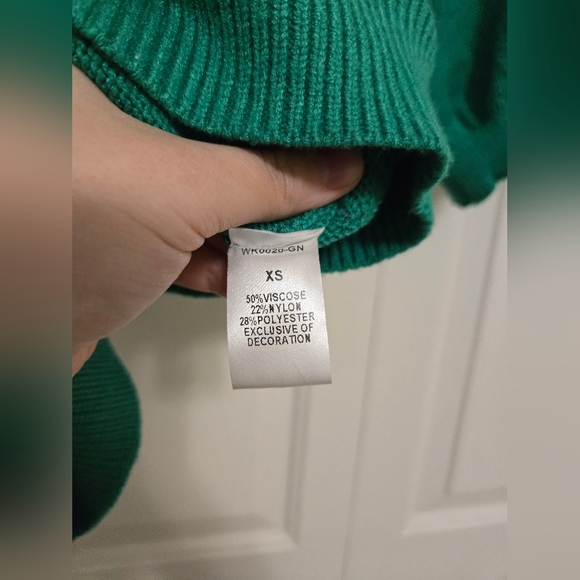 WK0020-GN
XS
50%VISCOSE
22%NYLON
28%POLYESTER
EXCLUSIVE OF
DECORATION